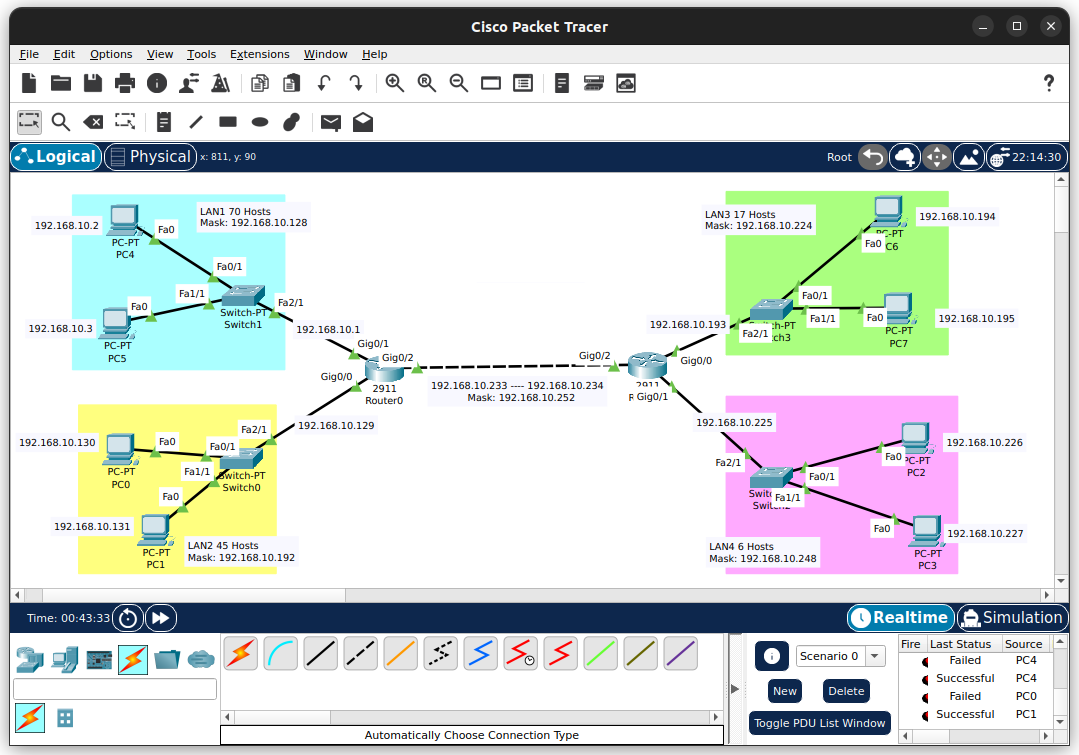 Cisco Packet Tracer
File Edit Options View Tools Extensions Window Help
?
Logical Physical x: 811, y: 90 Root 22:14:30
LAN1 70 Hosts
Mask: 192.168.10.128
192.168.10.2
Fa0
PC-PT
PC4
Fa0/1
Fa1/1
Fa0
Fa2/1
Switch-PT
Switch1
192.168.10.3
PC-PT
PC5
192.168.10.1
Gig0/1
Gig0/2
Gig0/0
2911
Router0
192.168.10.233 ---- 192.168.10.234
Mask: 192.168.10.252
192.168.10.129
Fa2/1
192.168.10.130
Fa0
Fa0/1
PC-PT
PC0
Fa1/1
Switch-PT
Switch0
Fa0
192.168.10.131
PC-PT
PC1
LAN2 45 Hosts
Mask: 192.168.10.192
LAN3 17 Hosts
Mask: 192.168.10.224
192.168.10.194
PC-PT
Fa0
C6
Fa0/1
192.168.10.193
Fa2/1
tch-PT
ch3
Fa1/1
Fa0
192.168.10.195
PC-PT
PC7
Gig0/2
Gig0/0
2911
R Gig0/1
192.168.10.225
Fa2/1
192.168.10.226
Fa0
C-PT
PC2
Fa0/1
Fa1/1
Fa0
192.168.10.227
PC-PT
PC3
LAN4 6 Hosts
Mask: 192.168.10.248
Time: 00:43:33 Realtime Simulation
Scenario 0
New Delete
Toggle PDU List Window
Fire Last Status Source
Failed PC4
Successful PC4
Failed PC0
Successful PC1
Automatically Choose Connection Type